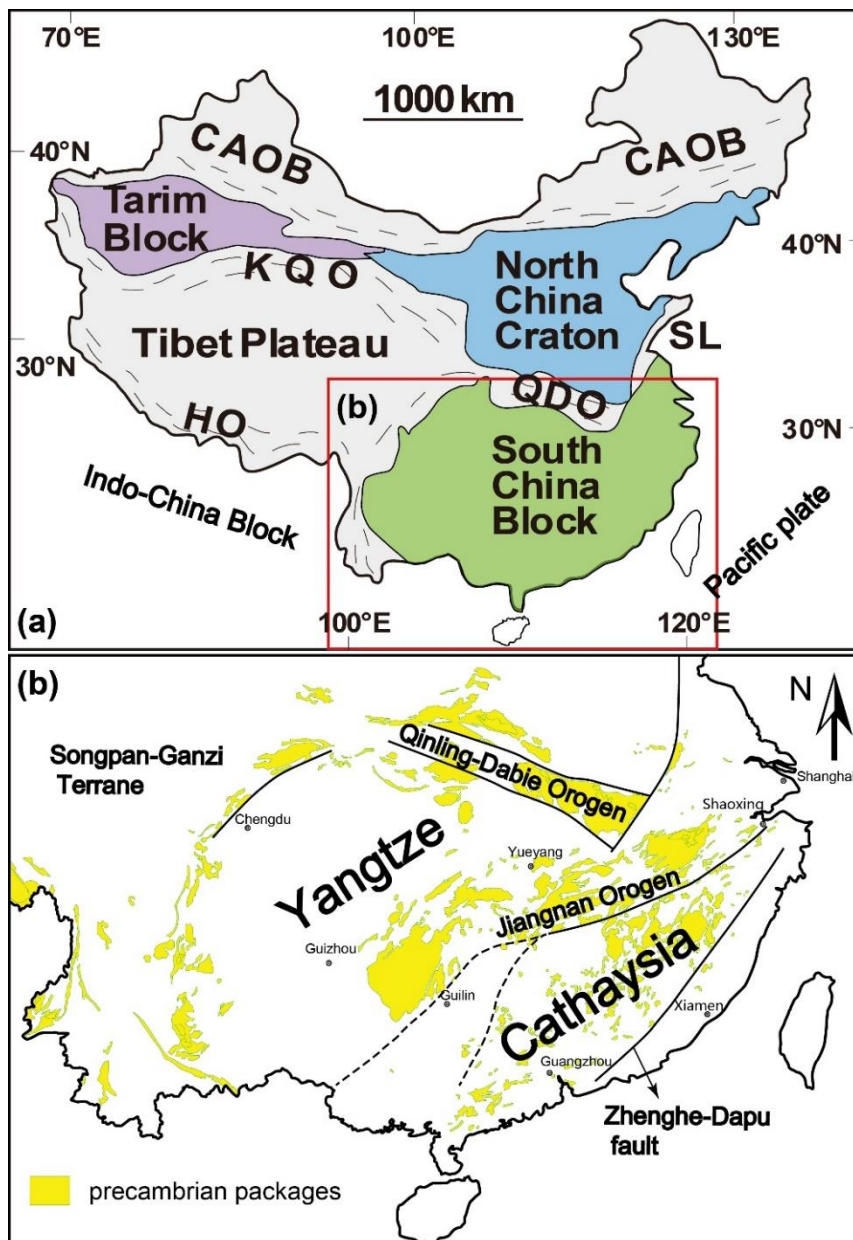 70°E 100°E 130°E
1000 km
CAOB
CAOB
40°N
Tarim
Block
40°N
KQO
North
China
Craton
30°N
Tibet Plateau
SL
(b)
QDO
HO
30°N
South
China
Block
Indo-China Block
Pacific plate
(a)
100°E
120°E
(b)
N
Songpan-Ganzi
Terrane
Qinling-Dabie Orogen
Shanghai
Shaoxing
Chengdu
Yangtze
Yueyang
Jiangnan Orogen
Guizhou
Guilin
Cathaysia
Xiamen
Guangzhou
Zhenghe-Dapu
fault
precambrian packages